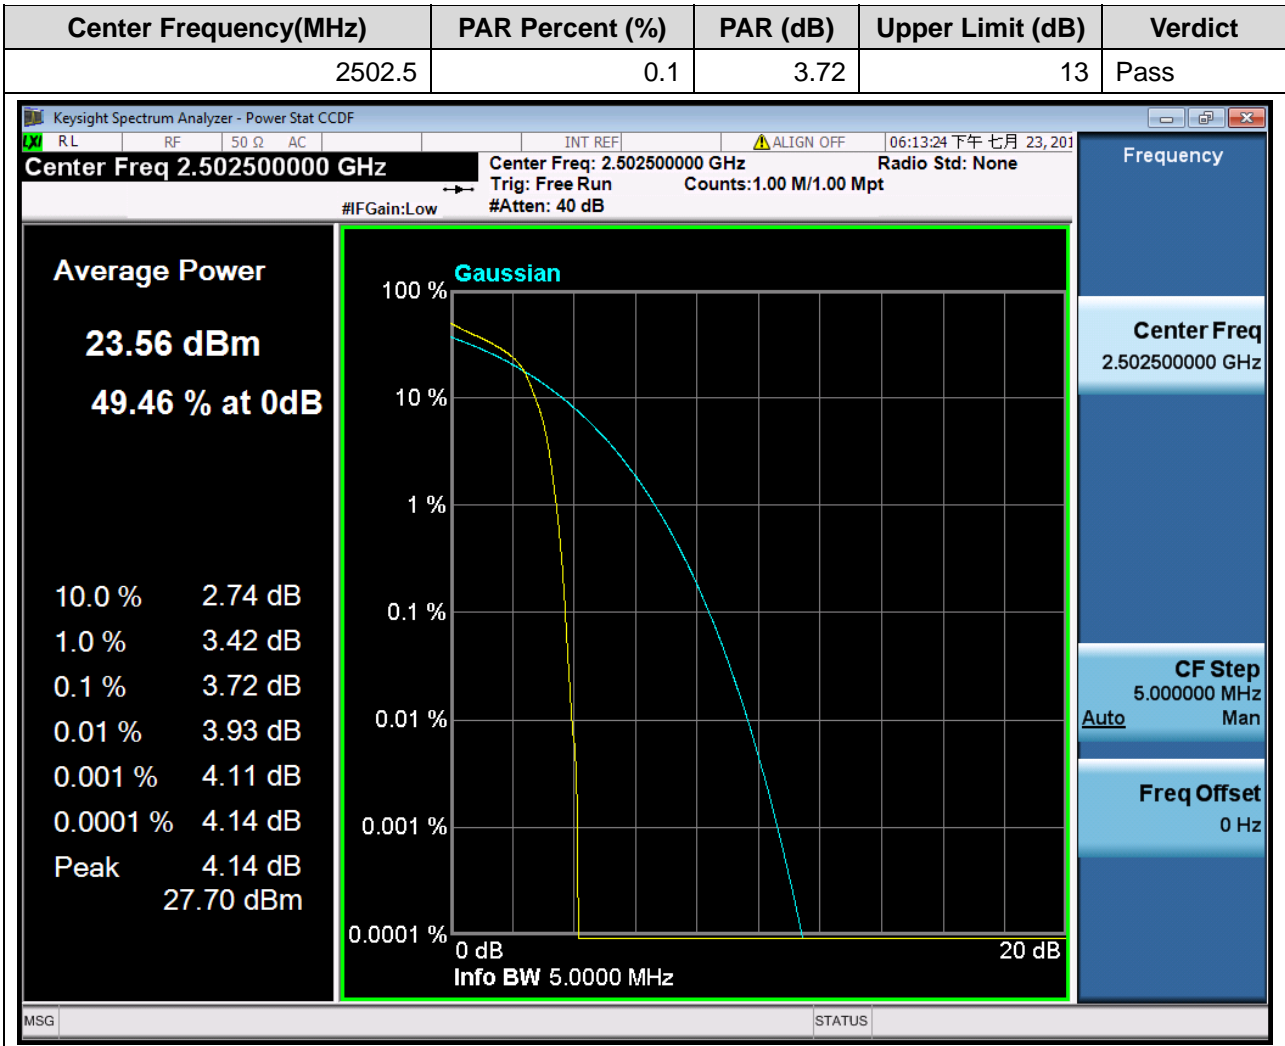 Center Frequency(MHz) PAR Percent (%) PAR (dB) Upper Limit (dB) Verdict
2502.5 0.1 3.72 13 Pass
Keysight Spectrum Analyzer - Power Stat CCDF
LXI RL RF 50 Ω AC INT REF ALIGN OFF 06:13:24 下午 七月 23, 201
Center Freq 2.502500000 GHz
Center Freq: 2.502500000 GHz Radio Std: None
Trig: Free Run Counts:1.00 M/1.00 Mpt
#IFGain:Low #Atten: 40 dB
Average Power
23.56 dBm
49.46 % at 0dB
10.0 % 2.74 dB
1.0 % 3.42 dB
0.1 % 3.72 dB
0.01 % 3.93 dB
0.001 % 4.11 dB
0.0001 % 4.14 dB
Peak 4.14 dB
27.70 dBm
Gaussian
100 %
10 %
1 %
0.1 %
0.01 %
0.001 %
0.0001 %
0 dB 20 dB
Info BW 5.0000 MHz
Frequency
Center Freq
2.502500000 GHz
CF Step
5.000000 MHz
Auto Man
Freq Offset
0 Hz
MSG STATUS